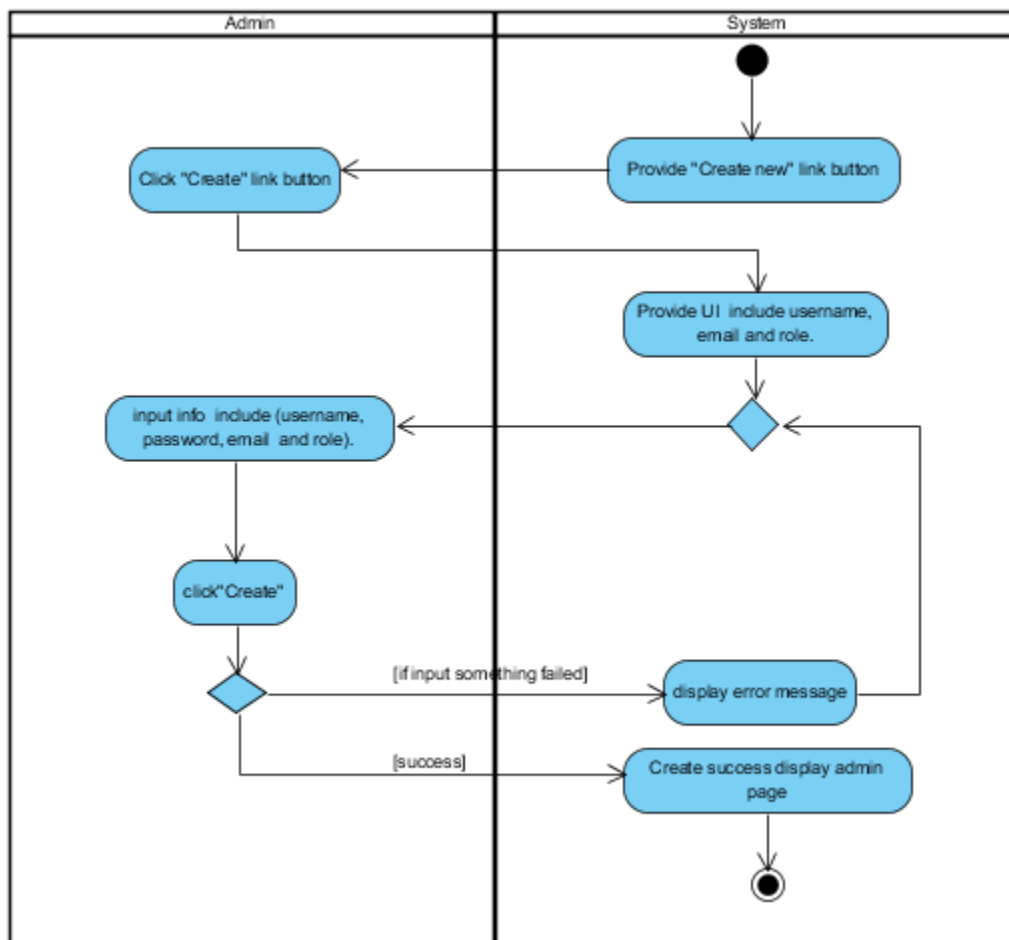 Admin
System
Provide "Create new" link button
Click "Create" link button
Provide UI include username,
email and role.
input info include (username,
password, email and role).
click"Create"
[if input something failed]
display error message
[success]
Create success display admin
page